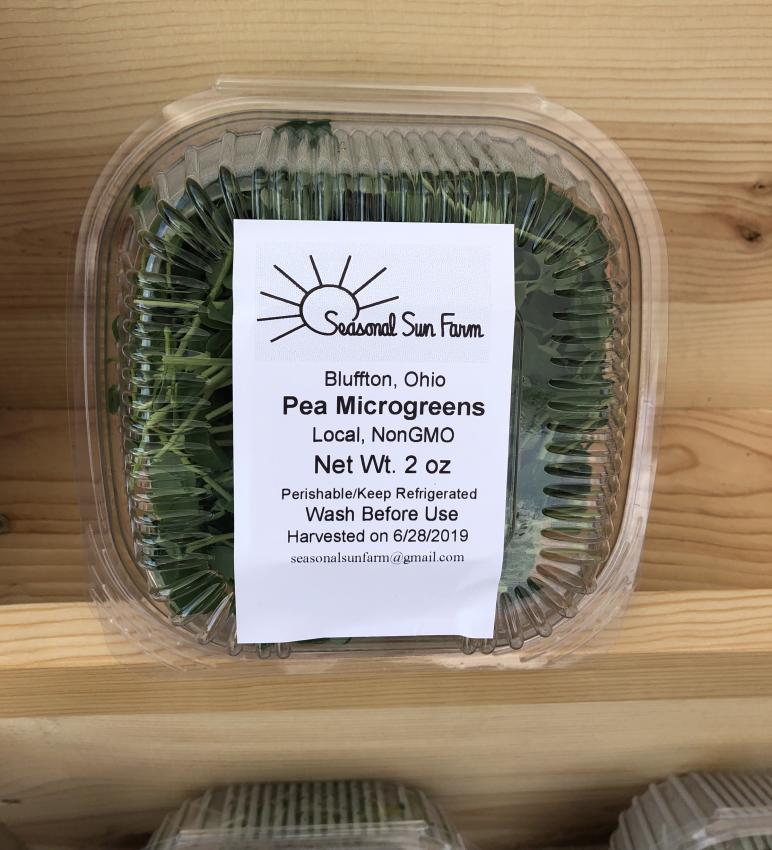 Seasonal Sun Farm
Bluffton, Ohio
Pea Microgreens
Local, NonGMO
Net Wt. 2 oz
Perishable/Keep Refrigerated
Wash Before Use
Harvested on 6/28/2019
seasonalsunfarm@gmail.com